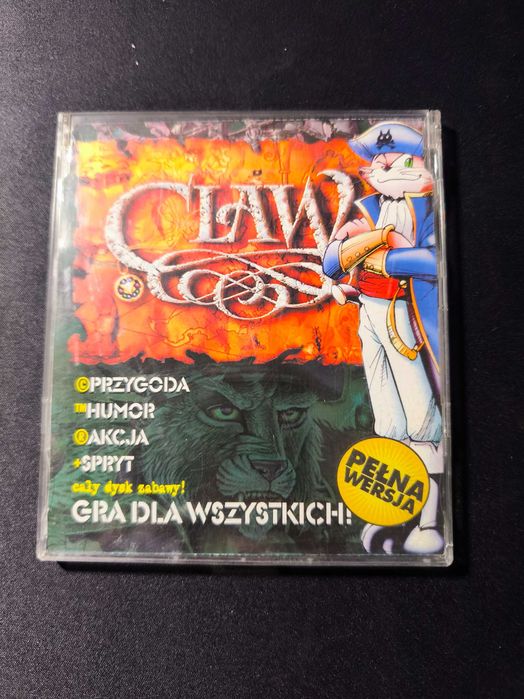 CLAW
©PRZYGODA
™HUMOR
®AKCJA
+SPRYT
cały dysk zabawy!
GRA DLA WSZYSTKICH!
PEŁNA
WERSJA